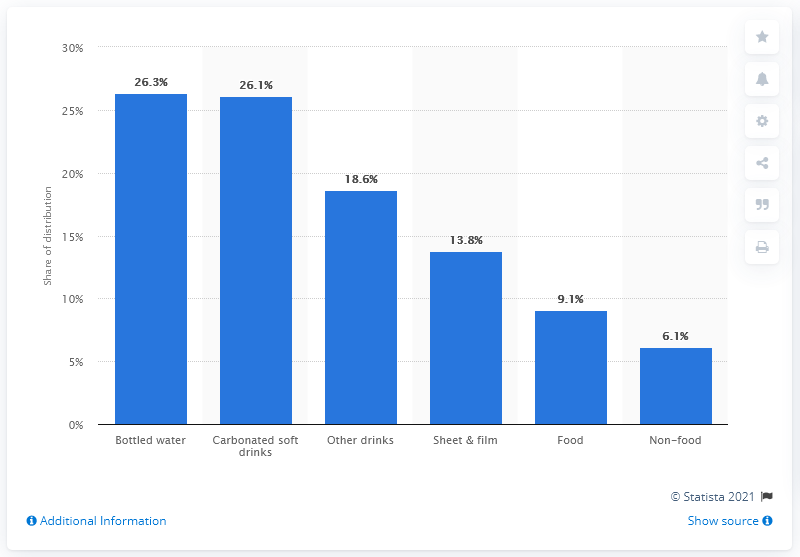 30%
25%
20%
15%
10%
5%
0%
Share of distribution
26.3%
26.1%
18.6%
13.8%
9.1%
6.1%
Bottled water
Carbonated soft
drinks
Other drinks
Sheet & film
Food
Non-food
© Statista 2021
Additional Information
Show source